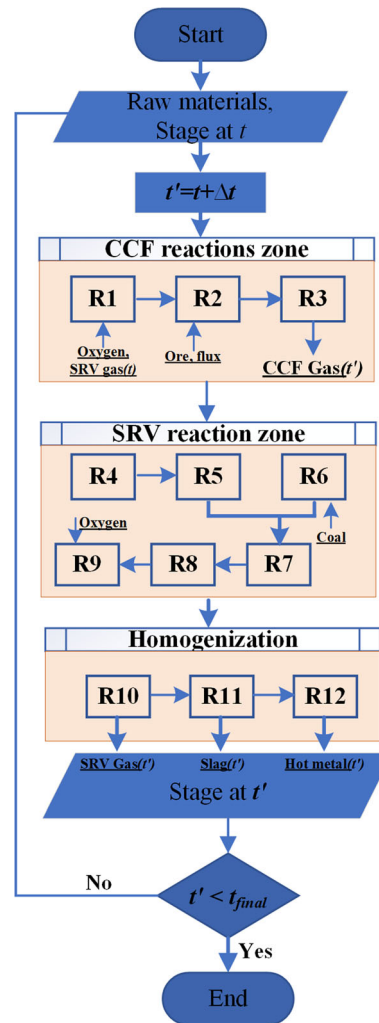 Start
Raw materials,
Stage at t
t'=t+Δt
CCF reactions zone
R1
R2
R3
Oxygen,
SRV gas(t)
Ore, flux
CCF Gas(t')
SRV reaction zone
R4
R5
R6
Oxygen
Coal
R9
R8
R7
Homogenization
R10
R11
R12
SRV Gas(t')
Slag(t')
Hot metal(t')
Stage at t'
No
t' < tfinal
Yes
End